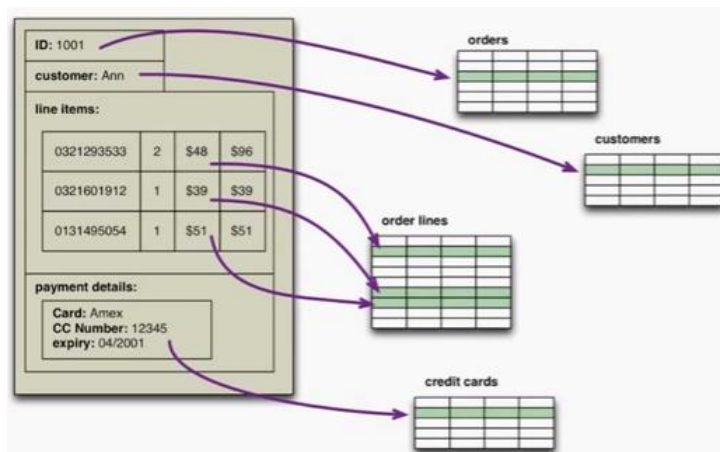 ID: 1001
customer: Ann
line items:
0321293533 2 $48 $96
0321601912 1 $39 $39
0131495054 1 $51 $51
payment details:
Card: Amex
CC Number: 12345
expiry: 04/2001
orders
customers
order lines
credit cards